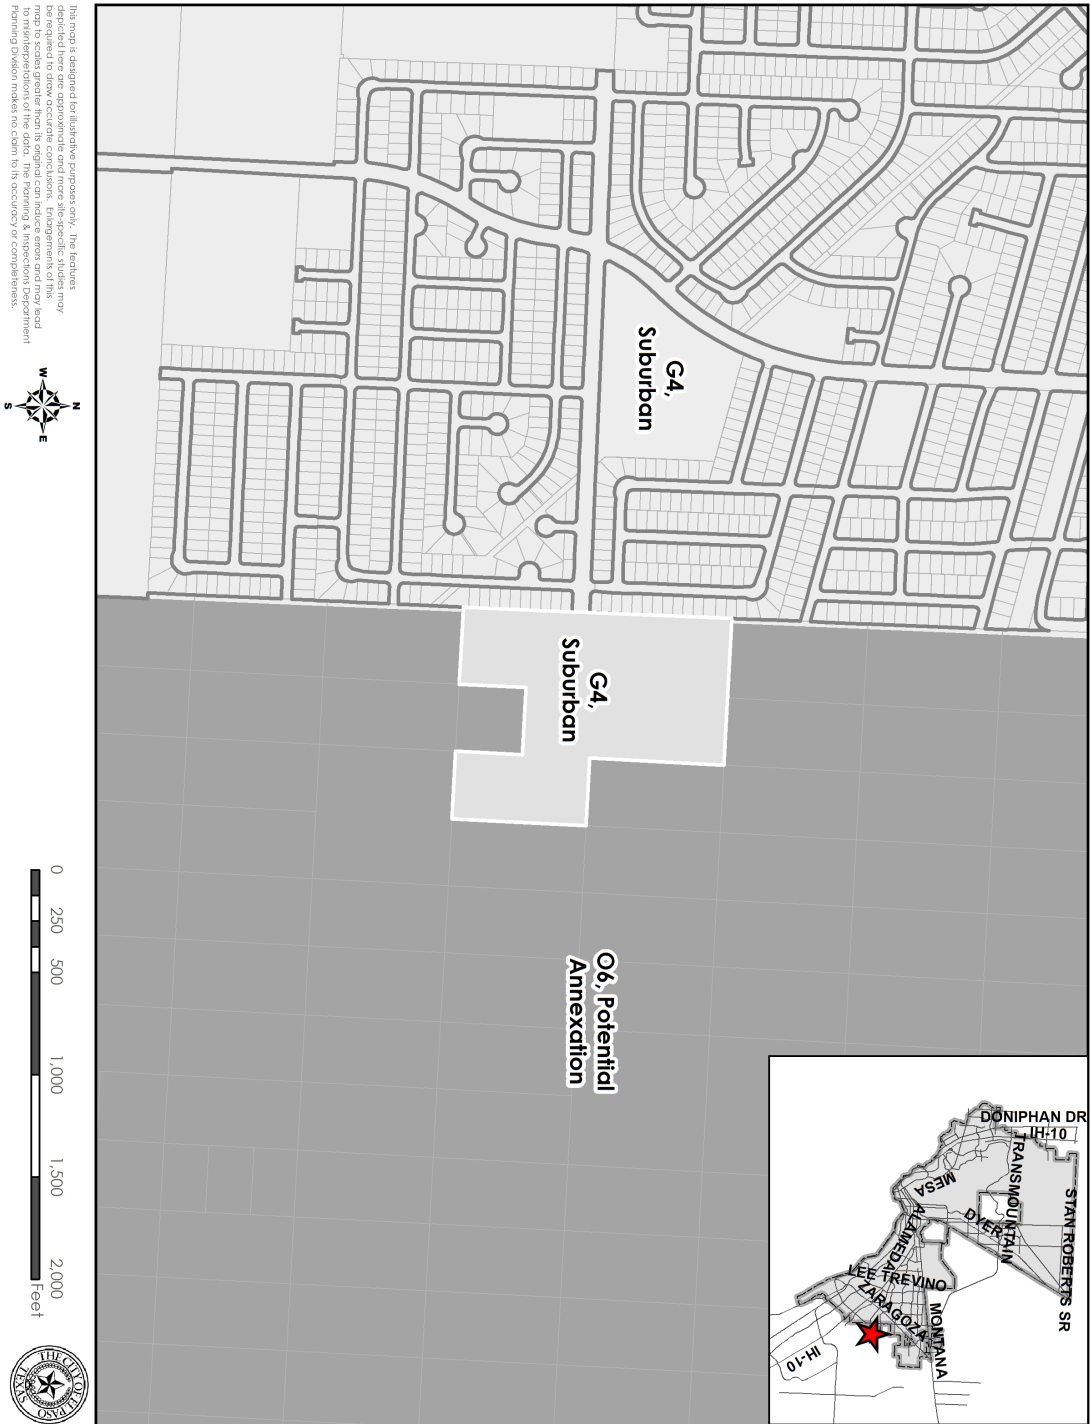 This map is designed for illustrative purposes only.  The features
depicted here are approximate and more site-specific studies may
be required to draw accurate conclusions.  Enlargements of this
map to scales greater than its original can induce errors and may lead
to misinterpretations of the data.  The Planning & Inspections Department
Planning Division makes no claim to its accuracy or completeness.
N
W
E
S
0
250
500
1,000
1,500
2,000
Feet
THE CITY OF EL PASO
TEXAS
G4,
Suburban
G4,
Suburban
O6, Potential
Annexation
DONIPHAN DR
IH-10
TRANSMOUNTAIN
STAN ROBERTS SR
MESA
DYER
ALAMEDA
LEE TREVINO
ZARAGOZA
MONTANA
IH-10